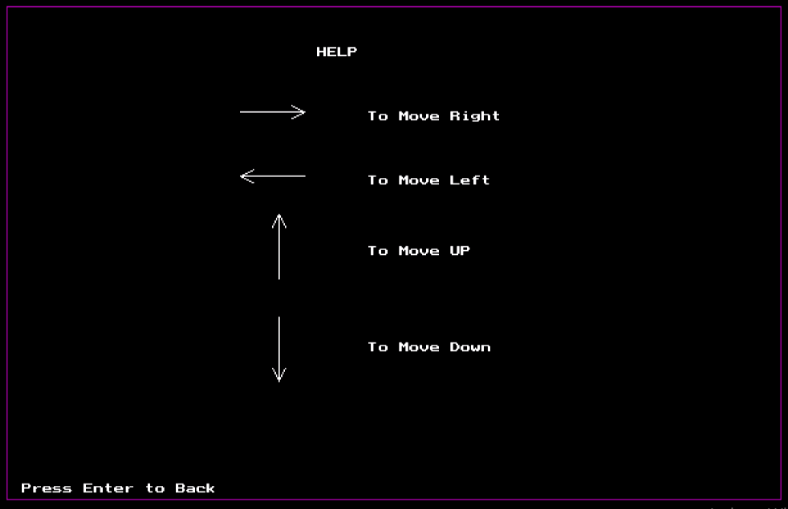 HELP
To Move Right
To Move Left
To Move UP
To Move Down
Press Enter to Back